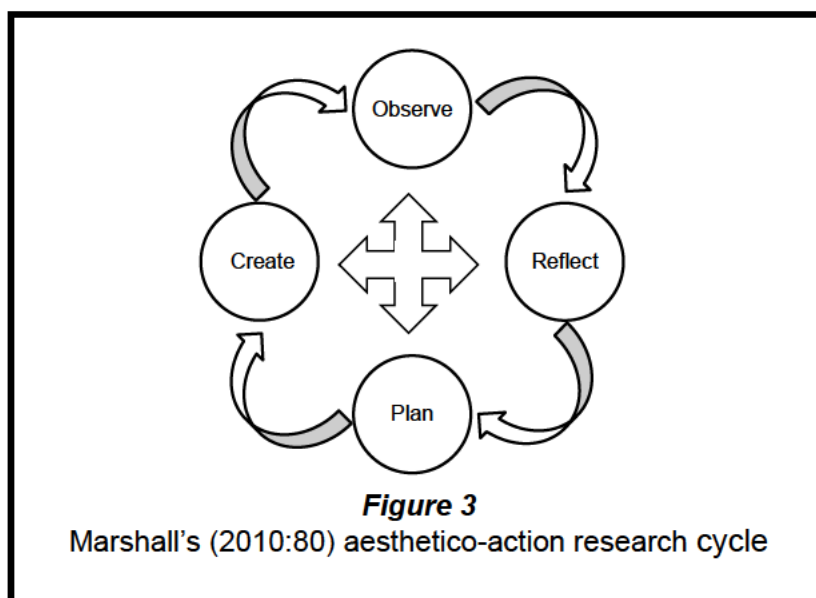 Observe
Create
Reflect
Plan
Figure 3
Marshall's (2010:80) aesthetico-action research cycle